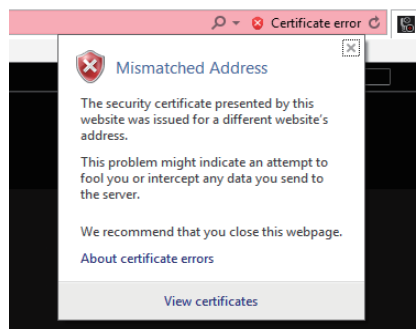 Certificate error
Mismatched Address
The security certificate presented by this
website was issued for a different website's
address.
This problem might indicate an attempt to
fool you or intercept any data you send to
the server.
We recommend that you close this webpage.
About certificate errors
View certificates